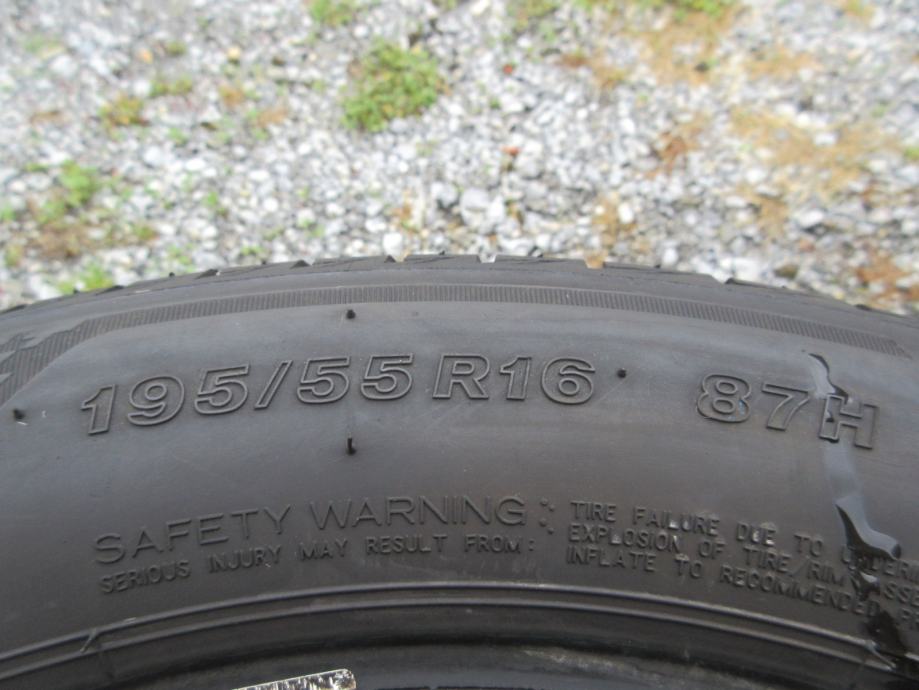 195/55 R16 87H
SAFETY WARNING: TIRE FAILURE DUE TO
SERIOUS INJURY MAY RESULT FROM: EXPLOSION OF TIRE/RIM
INFLATE TO RECOMMENDED